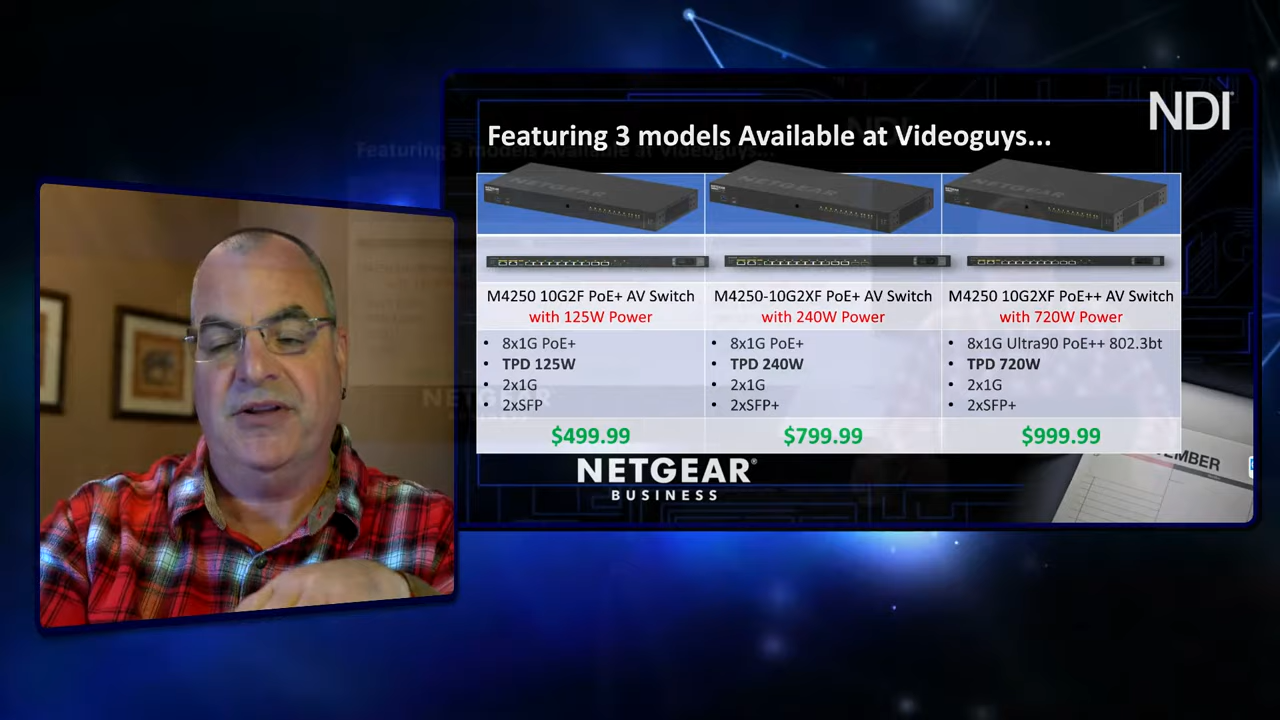 NDI
Featuring 3 models Available at Videoguys...
NETGEAR
NETGEAR
NETGEAR
M4250 10G2F PoE+ AV Switch
with 125W Power
M4250-10G2XF PoE+ AV Switch
with 240W Power
M4250 10G2XF PoE++ AV Switch
with 720W Power
• 8x1G PoE+
• TPD 125W
• 2x1G
• 2xSFP
• 8x1G PoE+
• TPD 240W
• 2x1G
• 2xSFP+
• 8x1G Ultra90 PoE++ 802.3bt
• TPD 720W
• 2x1G
• 2xSFP+
$499.99
$799.99
$999.99
NETGEAR®
BUSINESS